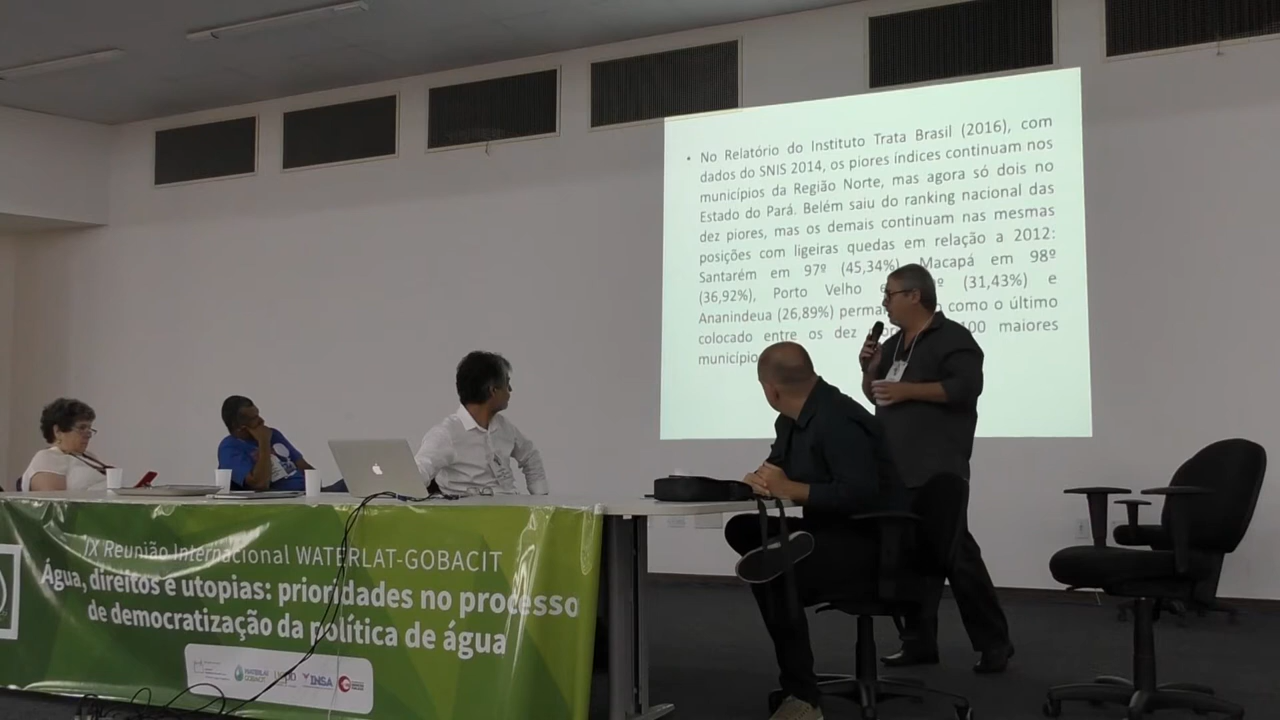 • No Relatório do Instituto Trata Brasil (2016), com
dados do SNIS 2014, os piores índices continuam nos
municípios da Região Norte, mas agora só dois no
Estado do Pará. Belém saiu do ranking nacional das
dez piores, mas os demais continuam nas mesmas
posições com ligeiras quedas em relação a 2012:
Santarém em 97º (45,34%), Macapá em 98º
(36,92%), Porto Velho (31,43%) e
Ananindeua (26,89%) como o último
colocado entre os dez 100 maiores
IX Reunião Internacional WATERLAT-GOBACIT
Água, direitos e utopias: prioridades no processo
de democratização da política de água
WATERLAT
GOBACIT
INSA